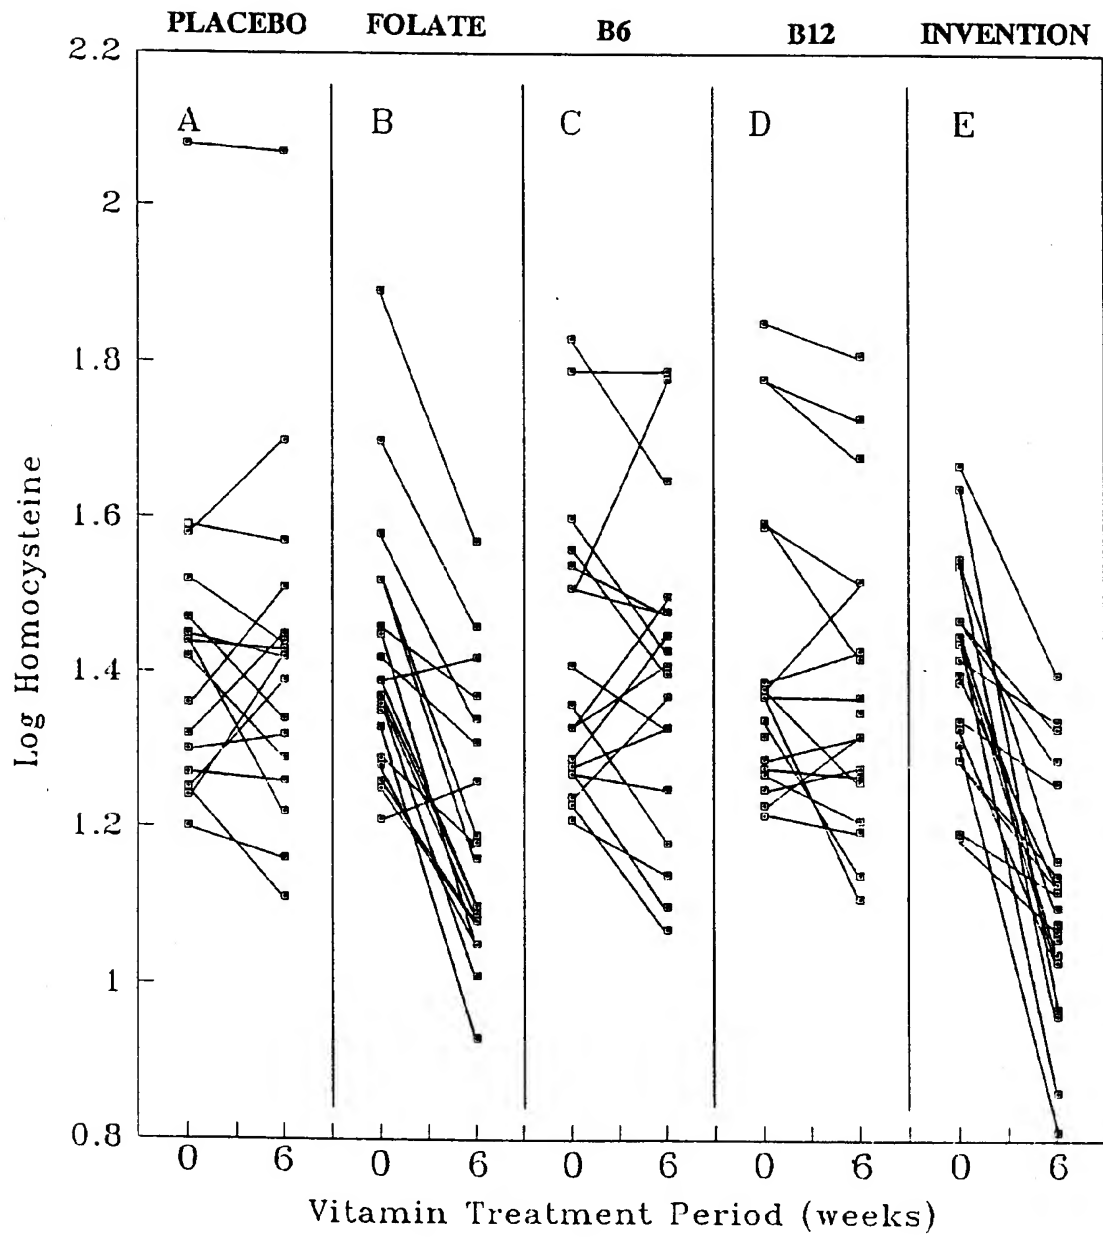 PLACEBO FOLATE B6 B12 INVENTION
2.2
A B C D E
2
1.8
1.6
1.4
1.2
1
0.8
0 6 0 6 0 6 0 6 0 6
Log Homocysteine
Vitamin Treatment Period (weeks)